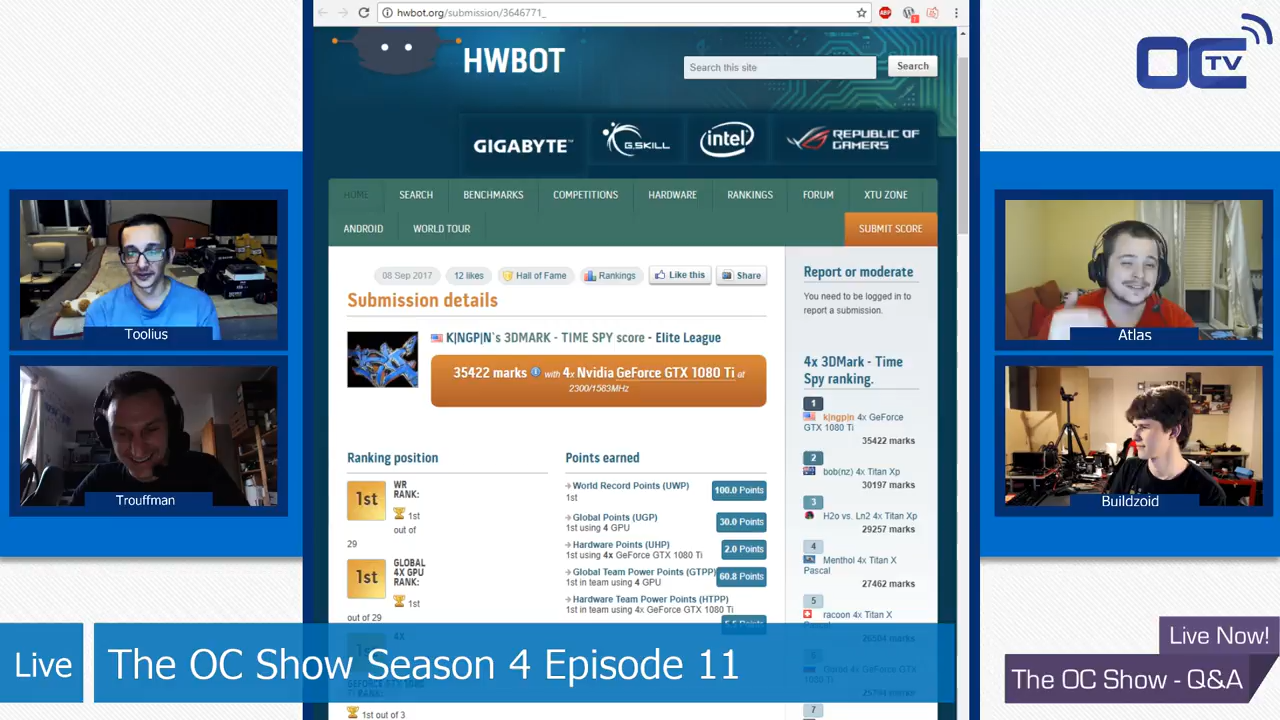 hwbot.org/submission/3646771_
ABP
HWBOT
Search this site
Search
OC TV
GIGABYTE™
G.SKILL
intel
REPUBLIC OF
GAMERS
HOME
SEARCH
BENCHMARKS
COMPETITIONS
HARDWARE
RANKINGS
FORUM
XTU ZONE
ANDROID
WORLD TOUR
SUBMIT SCORE
08 Sep 2017
12 likes
Hall of Fame
Rankings
Like this
Share
Submission details
K|NGP|N`s 3DMARK - TIME SPY score - Elite League
35422 marks with 4x Nvidia GeForce GTX 1080 Ti at
2300/1583MHz
Ranking position
WR
RANK:
1st
1st
out of
29
GLOBAL
4X GPU
RANK:
1st
1st
out of 29
4X
1st out of 3
Points earned
World Record Points (UWP)
1st
100.0 Points
Global Points (UGP)
1st using 4 GPU
30.0 Points
Hardware Points (UHP)
1st using 4x GeForce GTX 1080 Ti
2.0 Points
Global Team Power Points (GTPP)
1st in team using 4 GPU
60.8 Points
Hardware Team Power Points (HTPP)
1st in team using 4x GeForce GTX 1080 Ti
Report or moderate
You need to be logged in to
report a submission.
4x 3DMark - Time
Spy ranking.
1
k|ngp|n 4x GeForce
GTX 1080 Ti
35422 marks
2
bob(nz) 4x Titan Xp
30197 marks
3
H2o vs. Ln2 4x Titan Xp
29257 marks
4
Menthol 4x Titan X
Pascal
27462 marks
5
racoon 4x Titan X
Pascal
26504 marks
7
Toolius
Trouffman
Atlas
Buildzoid
Live
The OC Show Season 4 Episode 11
Live Now!
The OC Show - Q&A